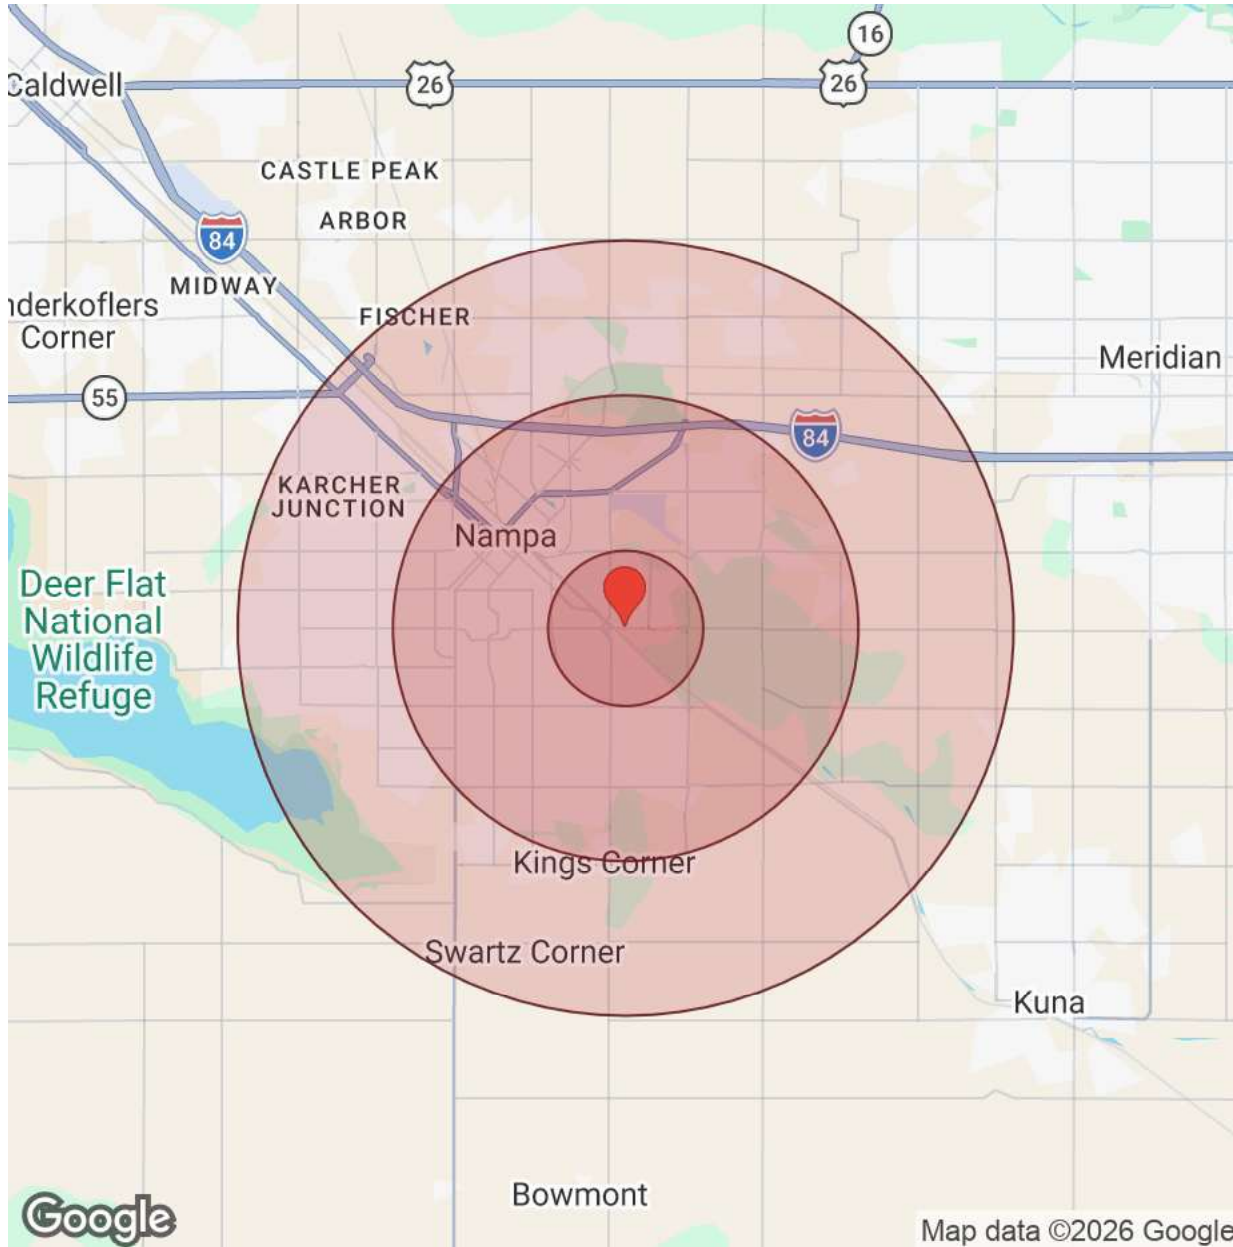 16
Caldwell
26
26
CASTLE PEAK
ARBOR
84
MIDWAY
nderkoflers
Corner
FISCHER
Meridian
55
84
KARCHER
JUNCTION
Nampa
Deer Flat
National
Wildlife
Refuge
Kings Corner
Swartz Corner
Kuna
Bowmont
Google
Map data ©2026 Google